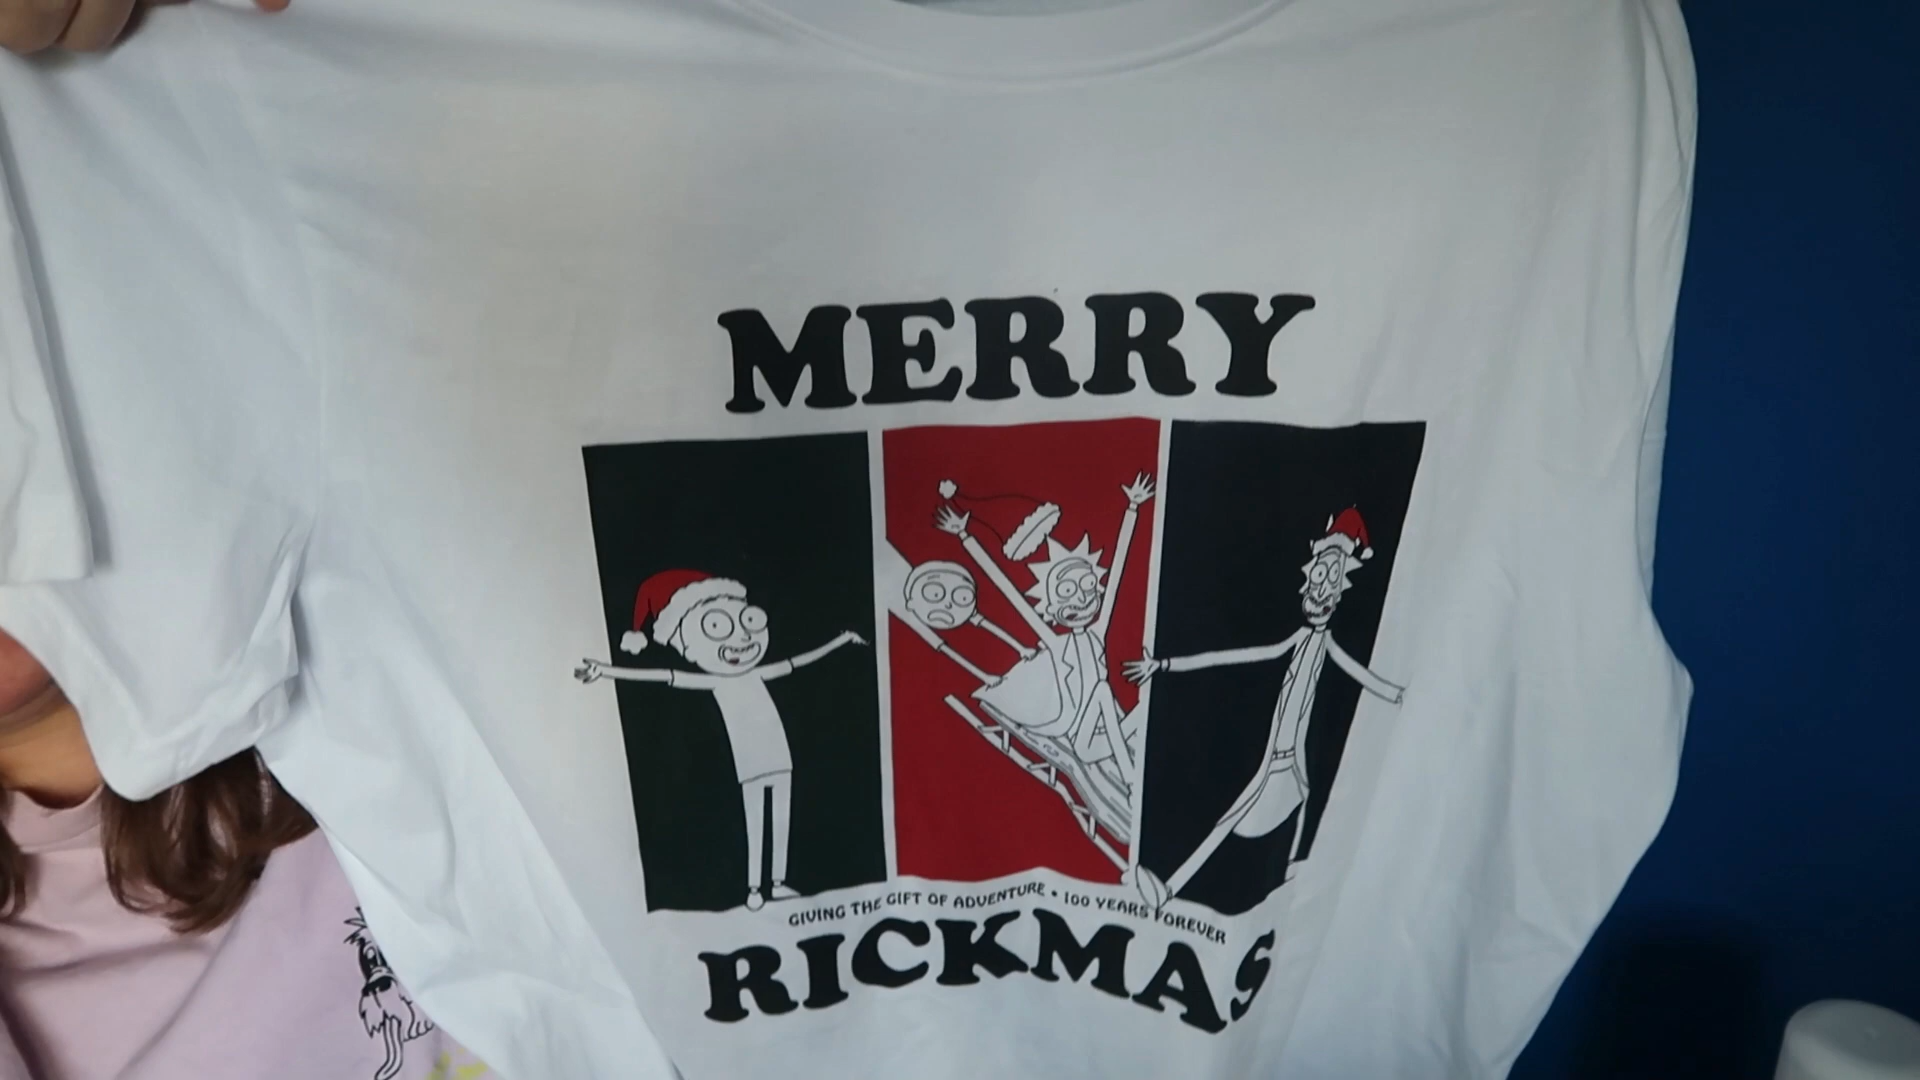 MERRY
GIVING THE GIFT OF ADVENTURE • 100 YEARS FOREVER
RICKMAS